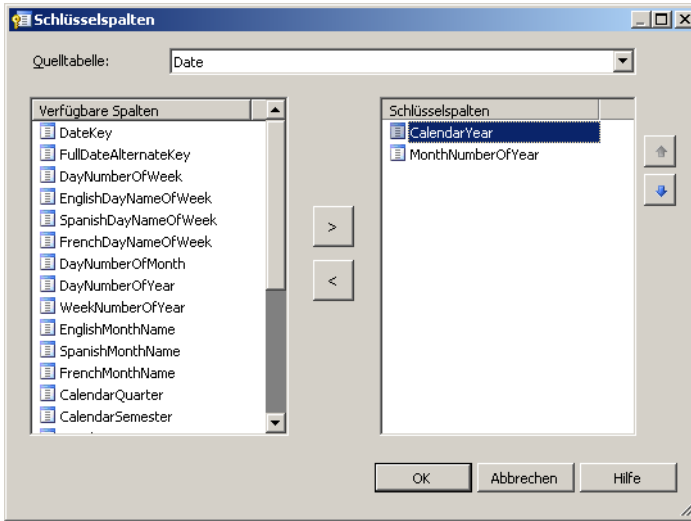 Schlüsselspalten
Quelltabelle: Date
Verfügbare Spalten
DateKey
FullDateAlternateKey
DayNumberOfWeek
EnglishDayNameOfWeek
SpanishDayNameOfWeek
FrenchDayNameOfWeek
DayNumberOfMonth
DayNumberOfYear
WeekNumberOfYear
EnglishMonthName
SpanishMonthName
FrenchMonthName
CalendarQuarter
CalendarSemester
>
<
Schlüsselspalten
CalendarYear
MonthNumberOfYear
OK Abbrechen Hilfe